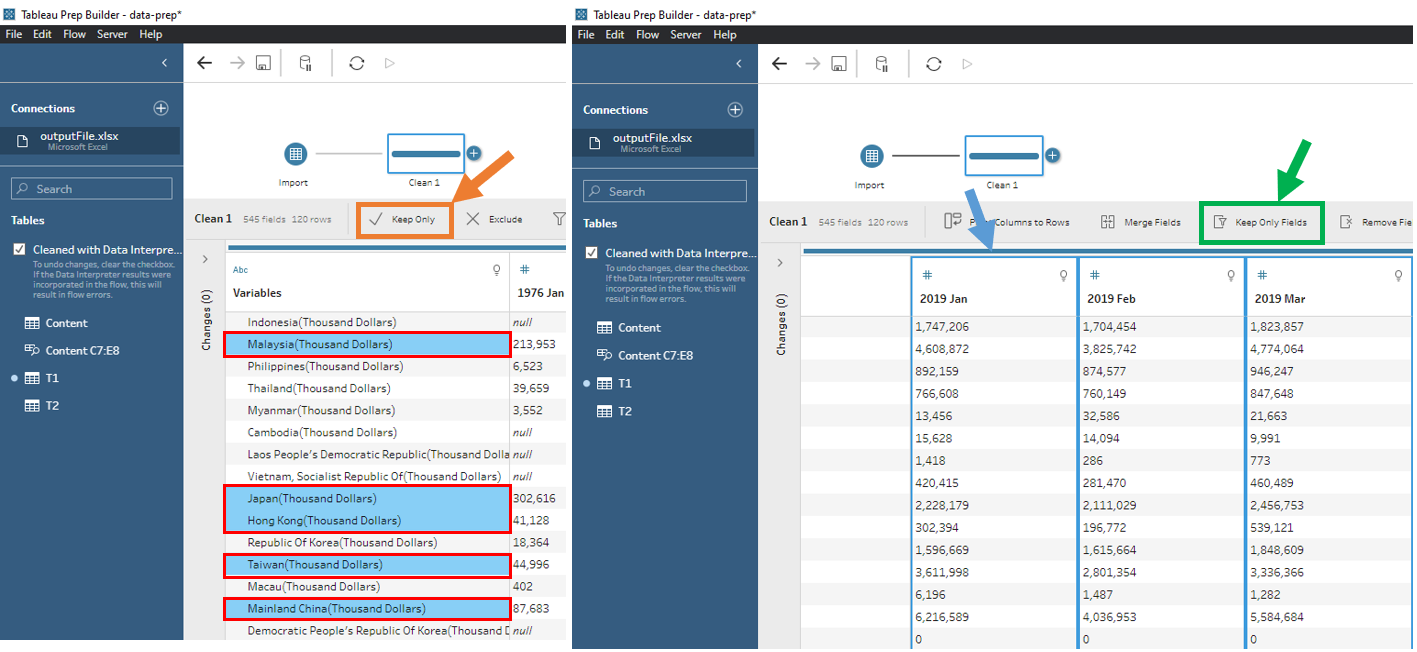 Tableau Prep Builder - data-prep*
File Edit Flow Server Help
Connections
outputFile.xlsx
Microsoft Excel
Search
Tables
Cleaned with Data Interpre...
To undo changes, clear the checkbox.
If the Data Interpreter results were
incorporated in the flow, this will
result in flow errors.
Content
Content C7:E8
T1
T2
Import
Clean 1
Clean 1 545 fields 120 rows Keep Only Exclude
Changes (0)
Abc #
Variables 1976 Jan
Indonesia(Thousand Dollars) null
Malaysia(Thousand Dollars) 213,953
Philippines(Thousand Dollars) 6,523
Thailand(Thousand Dollars) 39,659
Myanmar(Thousand Dollars) 3,552
Cambodia(Thousand Dollars) null
Laos People's Democratic Republic(Thousand Dolla null
Vietnam, Socialist Republic Of(Thousand Dollars) null
Japan(Thousand Dollars) 302,616
Hong Kong(Thousand Dollars) 41,128
Republic Of Korea(Thousand Dollars) 18,364
Taiwan(Thousand Dollars) 44,996
Macau(Thousand Dollars) 402
Mainland China(Thousand Dollars) 87,683
Democratic People's Republic Of Korea(Thousand D null
Tableau Prep Builder - data-prep*
File Edit Flow Server Help
Connections
outputFile.xlsx
Microsoft Excel
Search
Tables
Cleaned with Data Interpre...
To undo changes, clear the checkbox.
If the Data Interpreter results were
incorporated in the flow, this will
result in flow errors.
Content
Content C7:E8
T1
T2
Import
Clean 1
Clean 1 545 fields 120 rows Columns to Rows Merge Fields Keep Only Fields Remove Fie
Changes (0)
# # #
2019 Jan 2019 Feb 2019 Mar
1,747,206 1,704,454 1,823,857
4,608,872 3,825,742 4,774,064
892,159 874,577 946,247
766,608 760,149 847,648
13,456 32,586 21,663
15,628 14,094 9,991
1,418 286 773
420,415 281,470 460,489
2,228,179 2,111,029 2,456,753
302,394 196,772 539,121
1,596,669 1,615,664 1,848,609
3,611,998 2,801,354 3,336,366
6,196 1,487 1,282
6,216,589 4,036,953 5,584,684
0 0 0